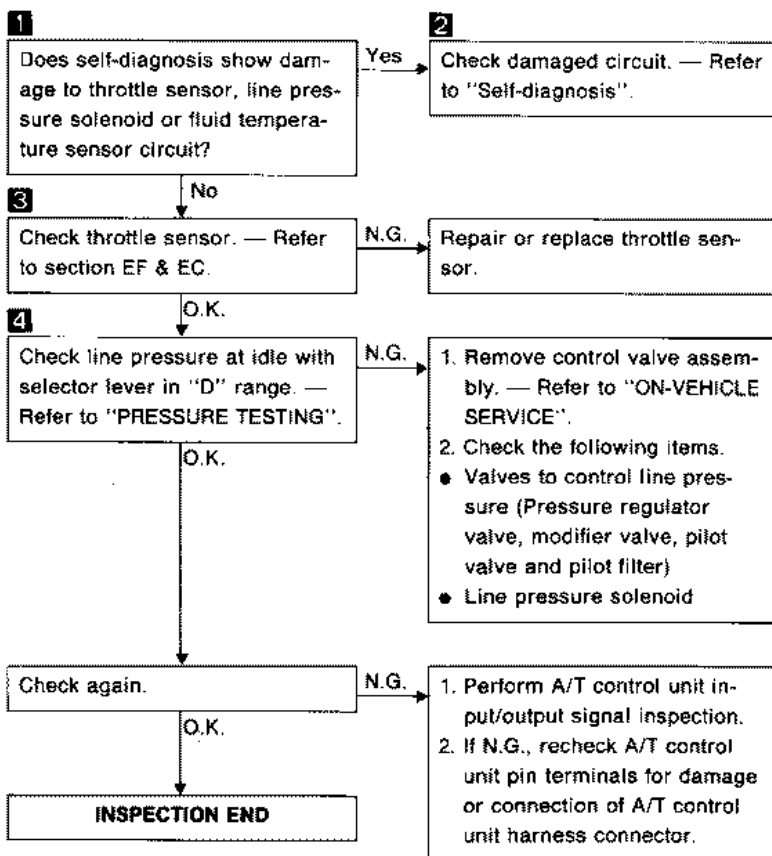 1
Does self-diagnosis show dam-
age to throttle sensor, line pres-
sure solenoid or fluid tempera-
ture sensor circuit?
Yes
2
Check damaged circuit. — Refer
to "Self-diagnosis".
No
3
Check throttle sensor. — Refer
to section EF & EC.
N.G.
Repair or replace throttle sen-
sor.
O.K.
4
Check line pressure at idle with
selector lever in "D" range. —
Refer to "PRESSURE TESTING".
N.G.
1. Remove control valve assem-
bly. — Refer to "ON-VEHICLE
SERVICE".
2. Check the following items.
● Valves to control line pres-
sure (Pressure regulator
valve, modifier valve, pilot
valve and pilot filter)
● Line pressure solenoid
O.K.
Check again.
N.G.
1. Perform A/T control unit in-
put/output signal inspection.
2. If N.G., recheck A/T control
unit pin terminals for damage
or connection of A/T control
unit harness connector.
O.K.
INSPECTION END